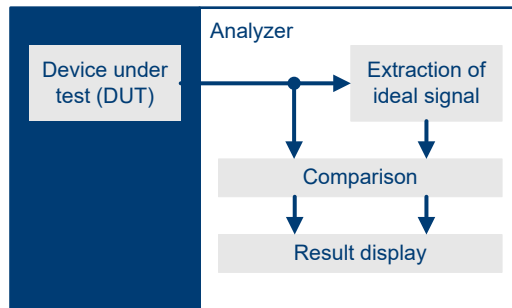 Analyzer
Device under
test (DUT)
Extraction of
ideal signal
Comparison
Result display